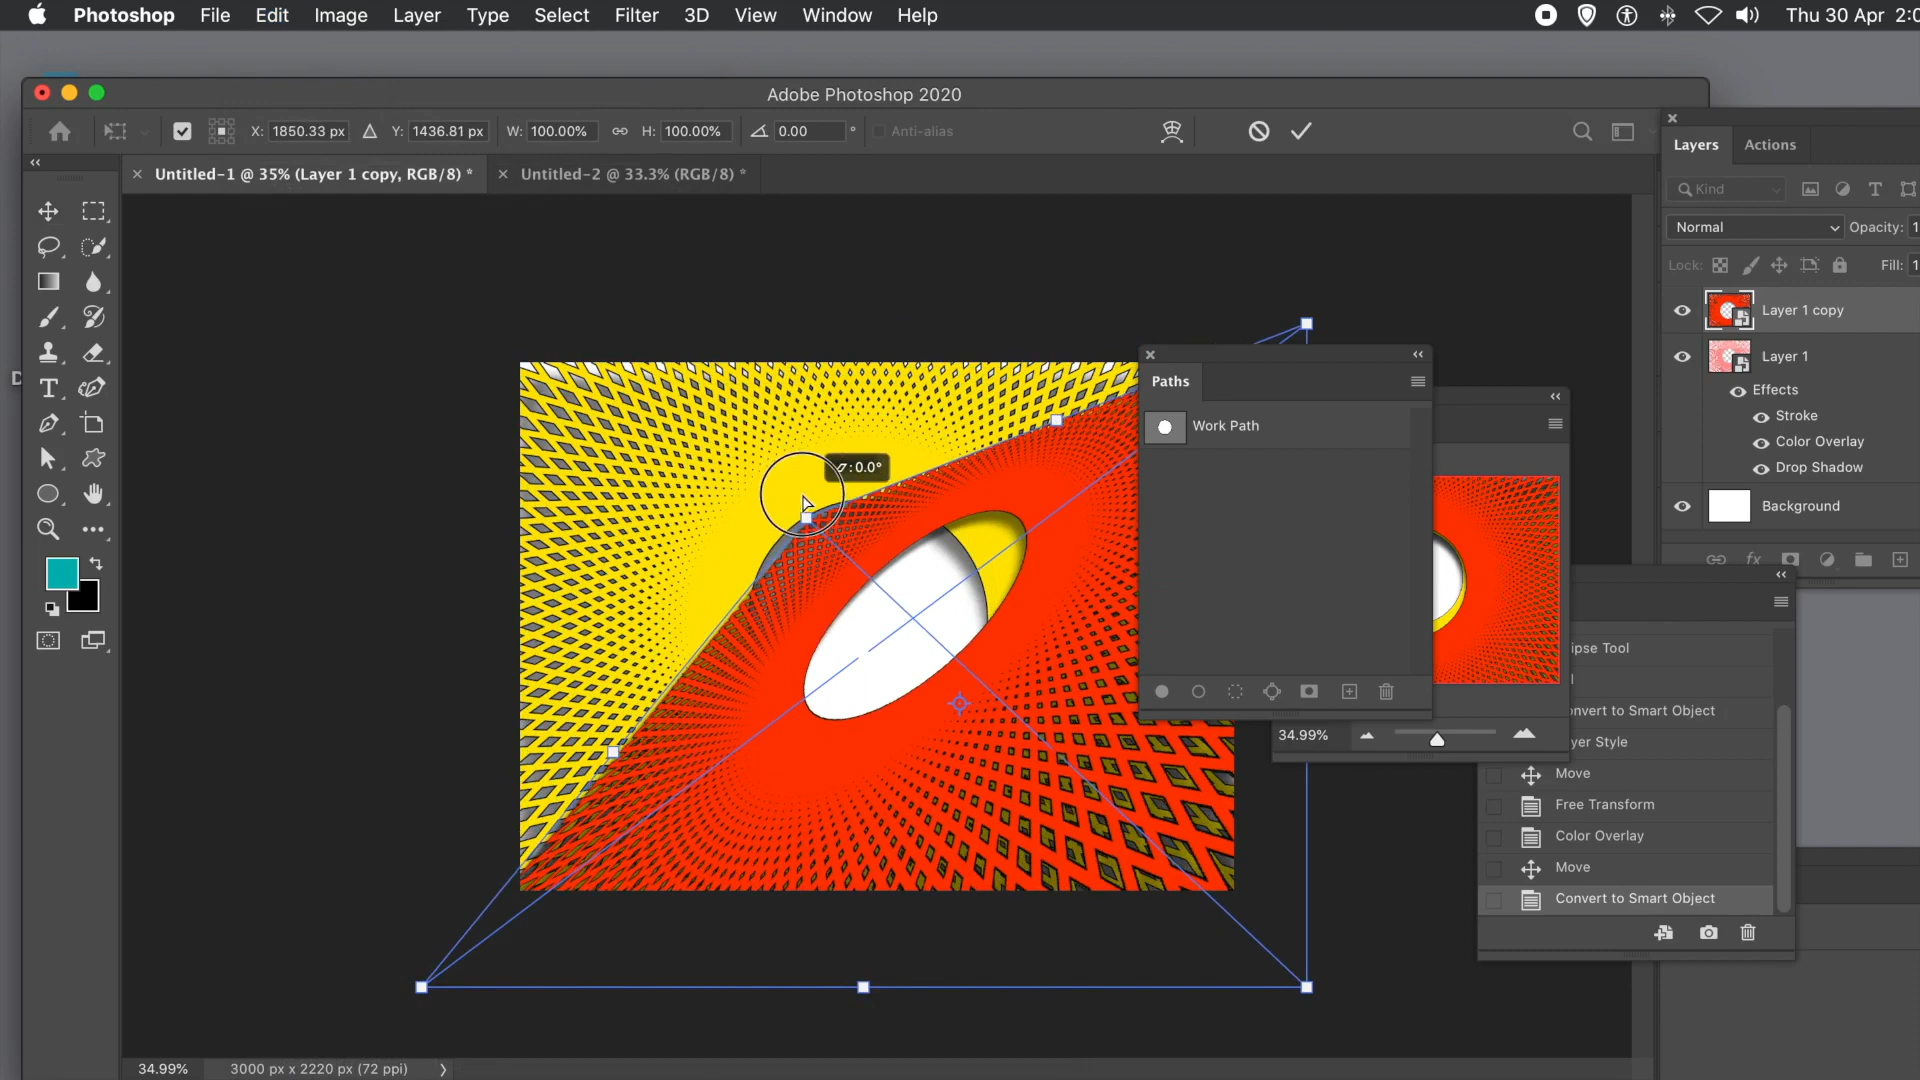 Photoshop File Edit Image Layer Type Select Filter 3D View Window Help Thu 30 Apr
Adobe Photoshop 2020
X: 1850.33 px Y: 1436.81 px W: 100.00% H: 100.00% 0.00 ° Anti-alias
× Untitled-1 @ 35% (Layer 1 copy, RGB/8) * × Untitled-2 @ 33.3% (RGB/8) *
Layers Actions
Kind
Normal Opacity:
Lock: Fill:
Layer 1 copy
Layer 1
Effects
Stroke
Color Overlay
Drop Shadow
Background
fx
: 0.0°
Paths
Work Path
34.99%
ipse Tool
onvert to Smart Object
yer Style
Move
Free Transform
Color Overlay
Move
Convert to Smart Object
34.99% 3000 px x 2220 px (72 ppi)